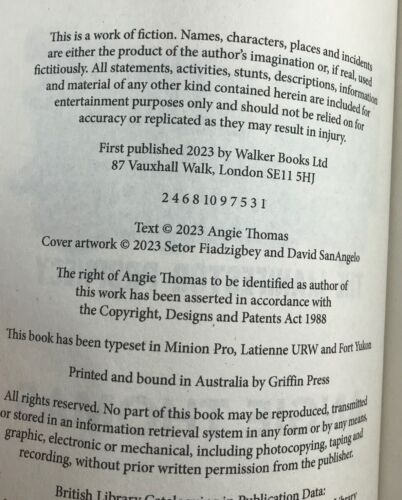 This is a work of fiction. Names, characters, places and incidents
are either the product of the author's imagination or, if real, used
fictitiously. All statements, activities, stunts, descriptions, information
and material of any other kind contained herein are included for
entertainment purposes only and should not be relied on for
accuracy or replicated as they may result in injury.
First published 2023 by Walker Books Ltd
87 Vauxhall Walk, London SE11 5HJ
2 4 6 8 10 9 7 5 3 1
Text © 2023 Angie Thomas
Cover artwork © 2023 Setor Fiadzigbey and David SanAngelo
The right of Angie Thomas to be identified as author of
this work has been asserted in accordance with
the Copyright, Designs and Patents Act 1988
This book has been typeset in Minion Pro, Latienne URW and Fort Yukon
Printed and bound in Australia by Griffin Press
All rights reserved. No part of this book may be reproduced, transmitted
or stored in an information retrieval system in any form or by any means,
graphic, electronic or mechanical, including photocopying, taping and
recording, without prior written permission from the publisher.
British Library Cataloguing in Publication Data: